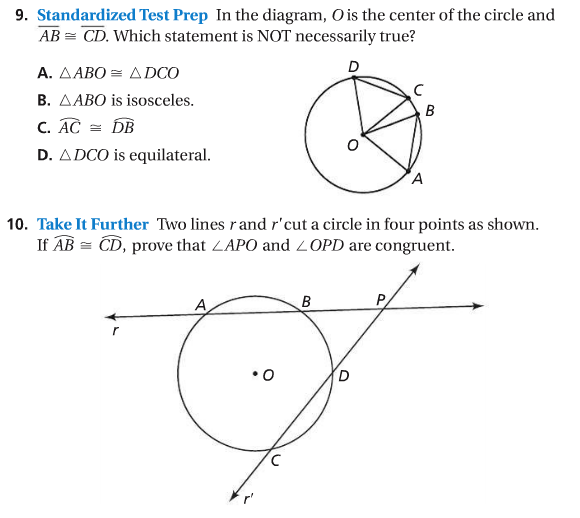 9. Standardized Test Prep In the diagram, O is the center of the circle and
AB ≅ CD. Which statement is NOT necessarily true?
A. △ABO ≅ △DCO
B. △ABO is isosceles.
C. AC ≅ DB
D. △DCO is equilateral.
D
C
B
O
A
10. Take It Further Two lines r and r' cut a circle in four points as shown.
If AB ≅ CD, prove that ∠APO and ∠OPD are congruent.
A
B
P
r
O
D
C
r'